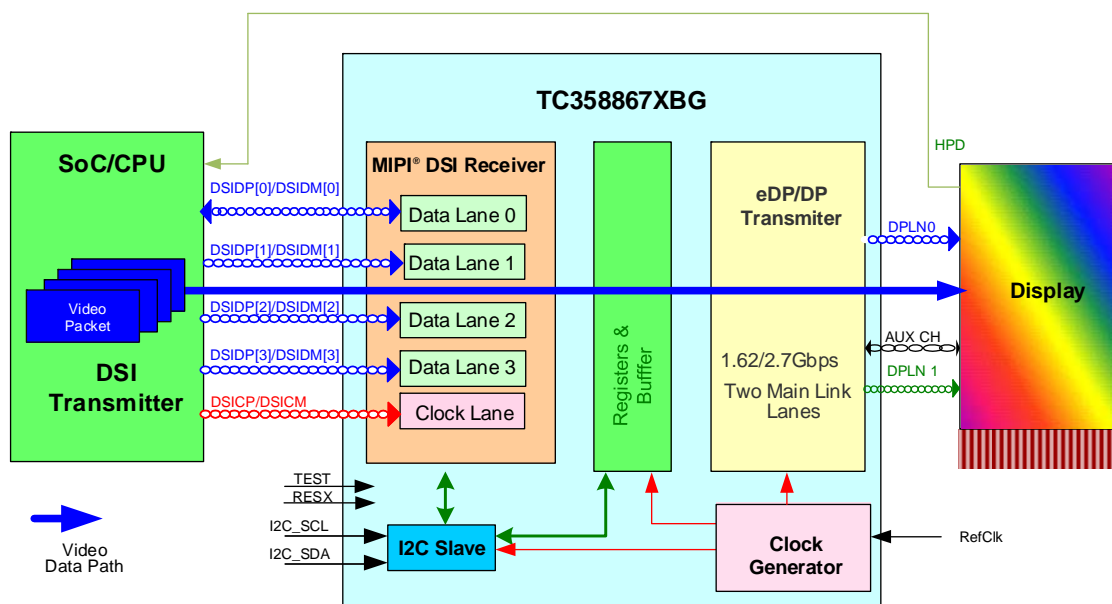 TC358867XBG
SoC/CPU
DSI
Transmitter
Video
Packet
DSIDP[0]/DSIDM[0]
DSIDP[1]/DSIDM[1]
DSIDP[2]/DSIDM[2]
DSIDP[3]/DSIDM[3]
DSICP/DSICM
MIPI® DSI Receiver
Data Lane 0
Data Lane 1
Data Lane 2
Data Lane 3
Clock Lane
Registers &
Bufffer
eDP/DP
Transmiter
1.62/2.7Gbps
Two Main Link
Lanes
HPD
DPLN0
AUX CH
DPLN 1
Display
TEST
RESX
I2C_SCL
I2C_SDA
I2C Slave
Clock
Generator
RefClk
Video
Data Path